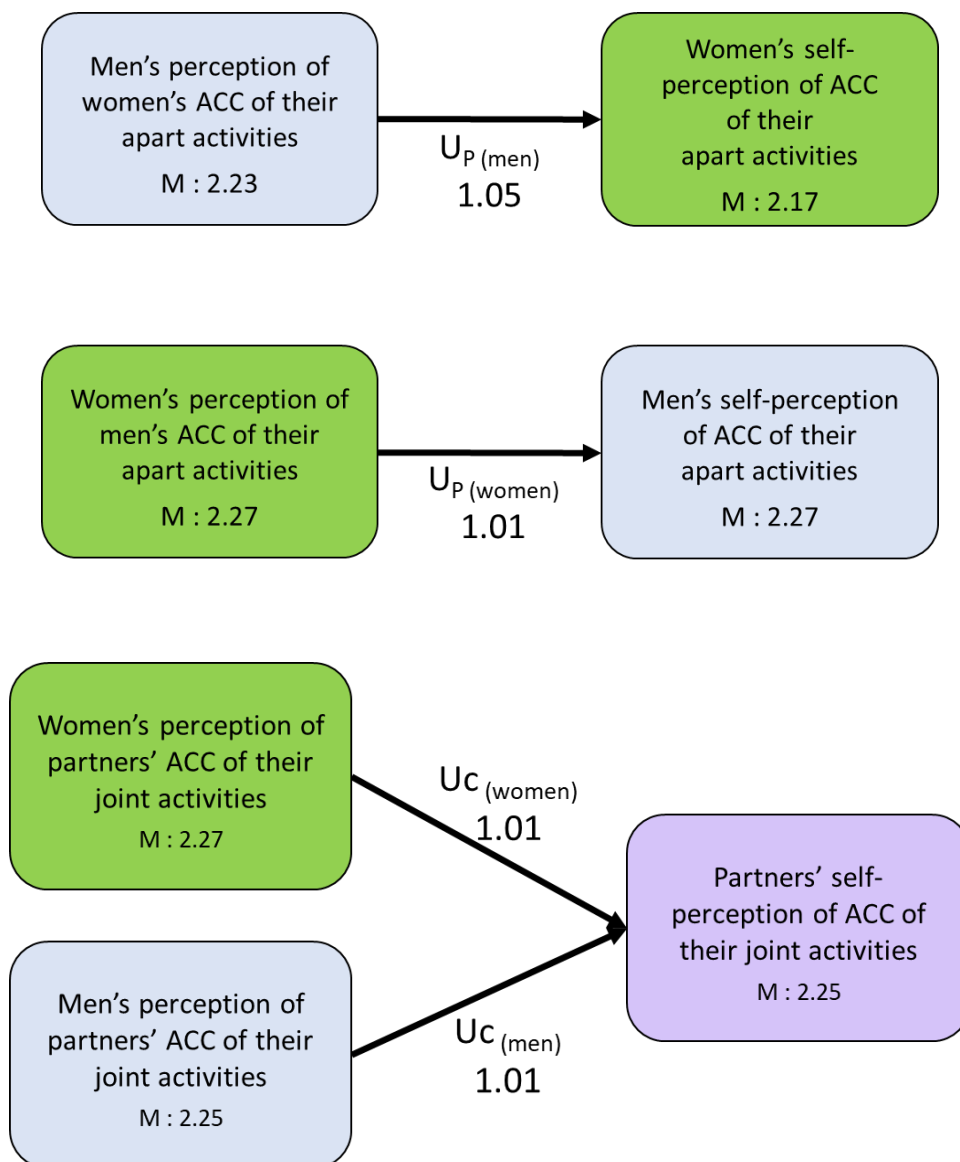 Men’s perception of
women’s ACC of their
apart activities
M : 2.23
U P (men)
1.05
Women’s self-
perception of ACC
of their
apart activities
M : 2.17
Women’s perception of
men’s ACC of their
apart activities
M : 2.27
U P (women)
1.01
Men’s self-perception
of ACC of their
apart activities
M : 2.27
Women’s perception of
partners’ ACC of their
joint activities
M : 2.27
Uc (women)
1.01
Men’s perception of
partners’ ACC of their
joint activities
M : 2.25
Uc (men)
1.01
Partners’ self-
perception of ACC of
their joint activities
M : 2.25